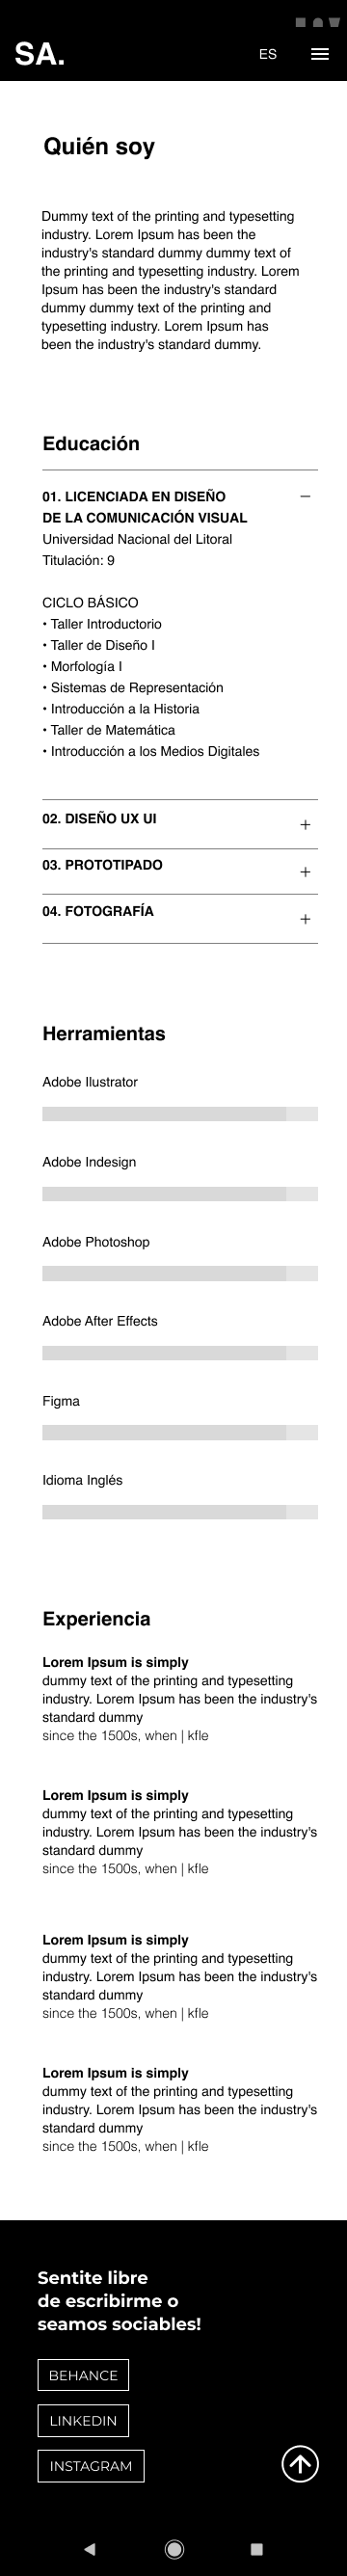 SA.
ES
Quién soy
Dummy text of the printing and typesetting
industry. Lorem Ipsum has been the
industry's standard dummy dummy text of
the printing and typesetting industry. Lorem
Ipsum has been the industry's standard
dummy dummy text of the printing and
typesetting industry. Lorem Ipsum has
been the industry's standard dummy.
Educación
01. LICENCIADA EN DISEÑO
DE LA COMUNICACIÓN VISUAL
Universidad Nacional del Litoral
Titulación: 9
CICLO BÁSICO
• Taller Introductorio
• Taller de Diseño I
• Morfología I
• Sistemas de Representación
• Introducción a la Historia
• Taller de Matemática
• Introducción a los Medios Digitales
02. DISEÑO UX UI
03. PROTOTIPADO
04. FOTOGRAFÍA
Herramientas
Adobe Ilustrator
Adobe Indesign
Adobe Photoshop
Adobe After Effects
Figma
Idioma Inglés
Experiencia
Lorem Ipsum is simply
dummy text of the printing and typesetting
industry. Lorem Ipsum has been the industry's
standard dummy
since the 1500s, when | kfle
Lorem Ipsum is simply
dummy text of the printing and typesetting
industry. Lorem Ipsum has been the industry's
standard dummy
since the 1500s, when | kfle
Lorem Ipsum is simply
dummy text of the printing and typesetting
industry. Lorem Ipsum has been the industry's
standard dummy
since the 1500s, when | kfle
Lorem Ipsum is simply
dummy text of the printing and typesetting
industry. Lorem Ipsum has been the industry's
standard dummy
since the 1500s, when | kfle
Sentite libre
de escribirme o
seamos sociables!
BEHANCE
LINKEDIN
INSTAGRAM